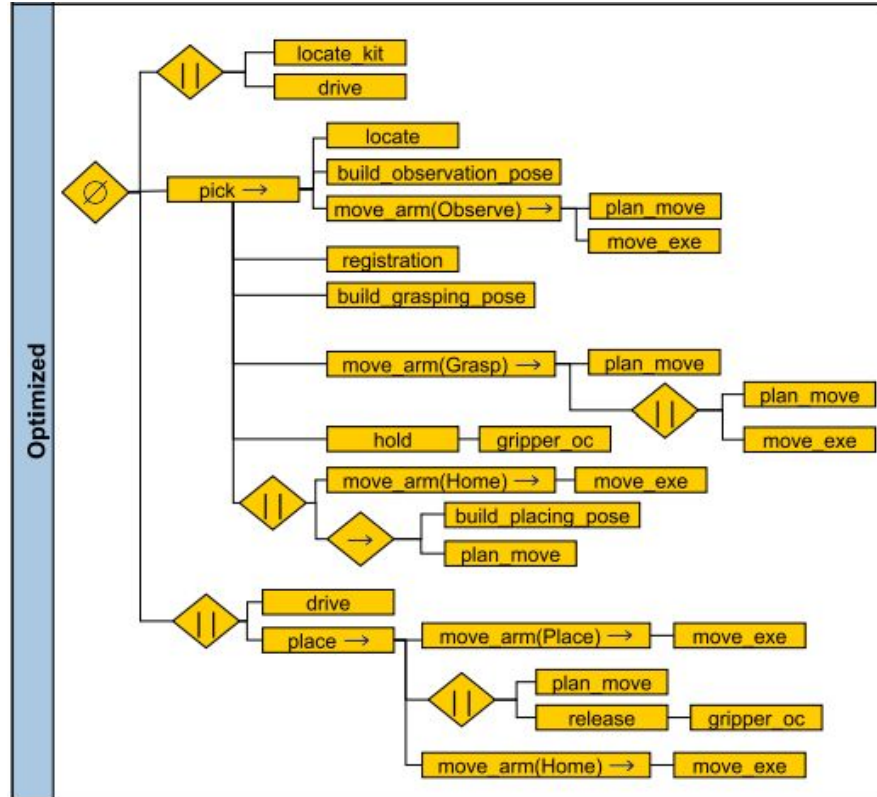 Optimized
| |
locate_kit
drive
Ø
pick →
locate
build_observation_pose
move_arm(Observe) →
plan_move
move_exe
registration
build_grasping_pose
move_arm(Grasp) →
plan_move
| |
plan_move
move_exe
hold
gripper_oc
| |
move_arm(Home) →
move_exe
→
build_placing_pose
plan_move
| |
drive
place →
move_arm(Place) →
move_exe
| |
plan_move
release
gripper_oc
move_arm(Home) →
move_exe